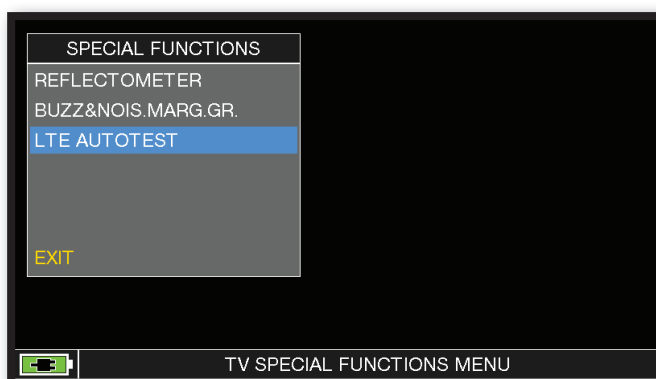 SPECIAL FUNCTIONS
REFLECTOMETER
BUZZ&NOIS.MARG.GR.
LTE AUTOTEST
EXIT
TV SPECIAL FUNCTIONS MENU